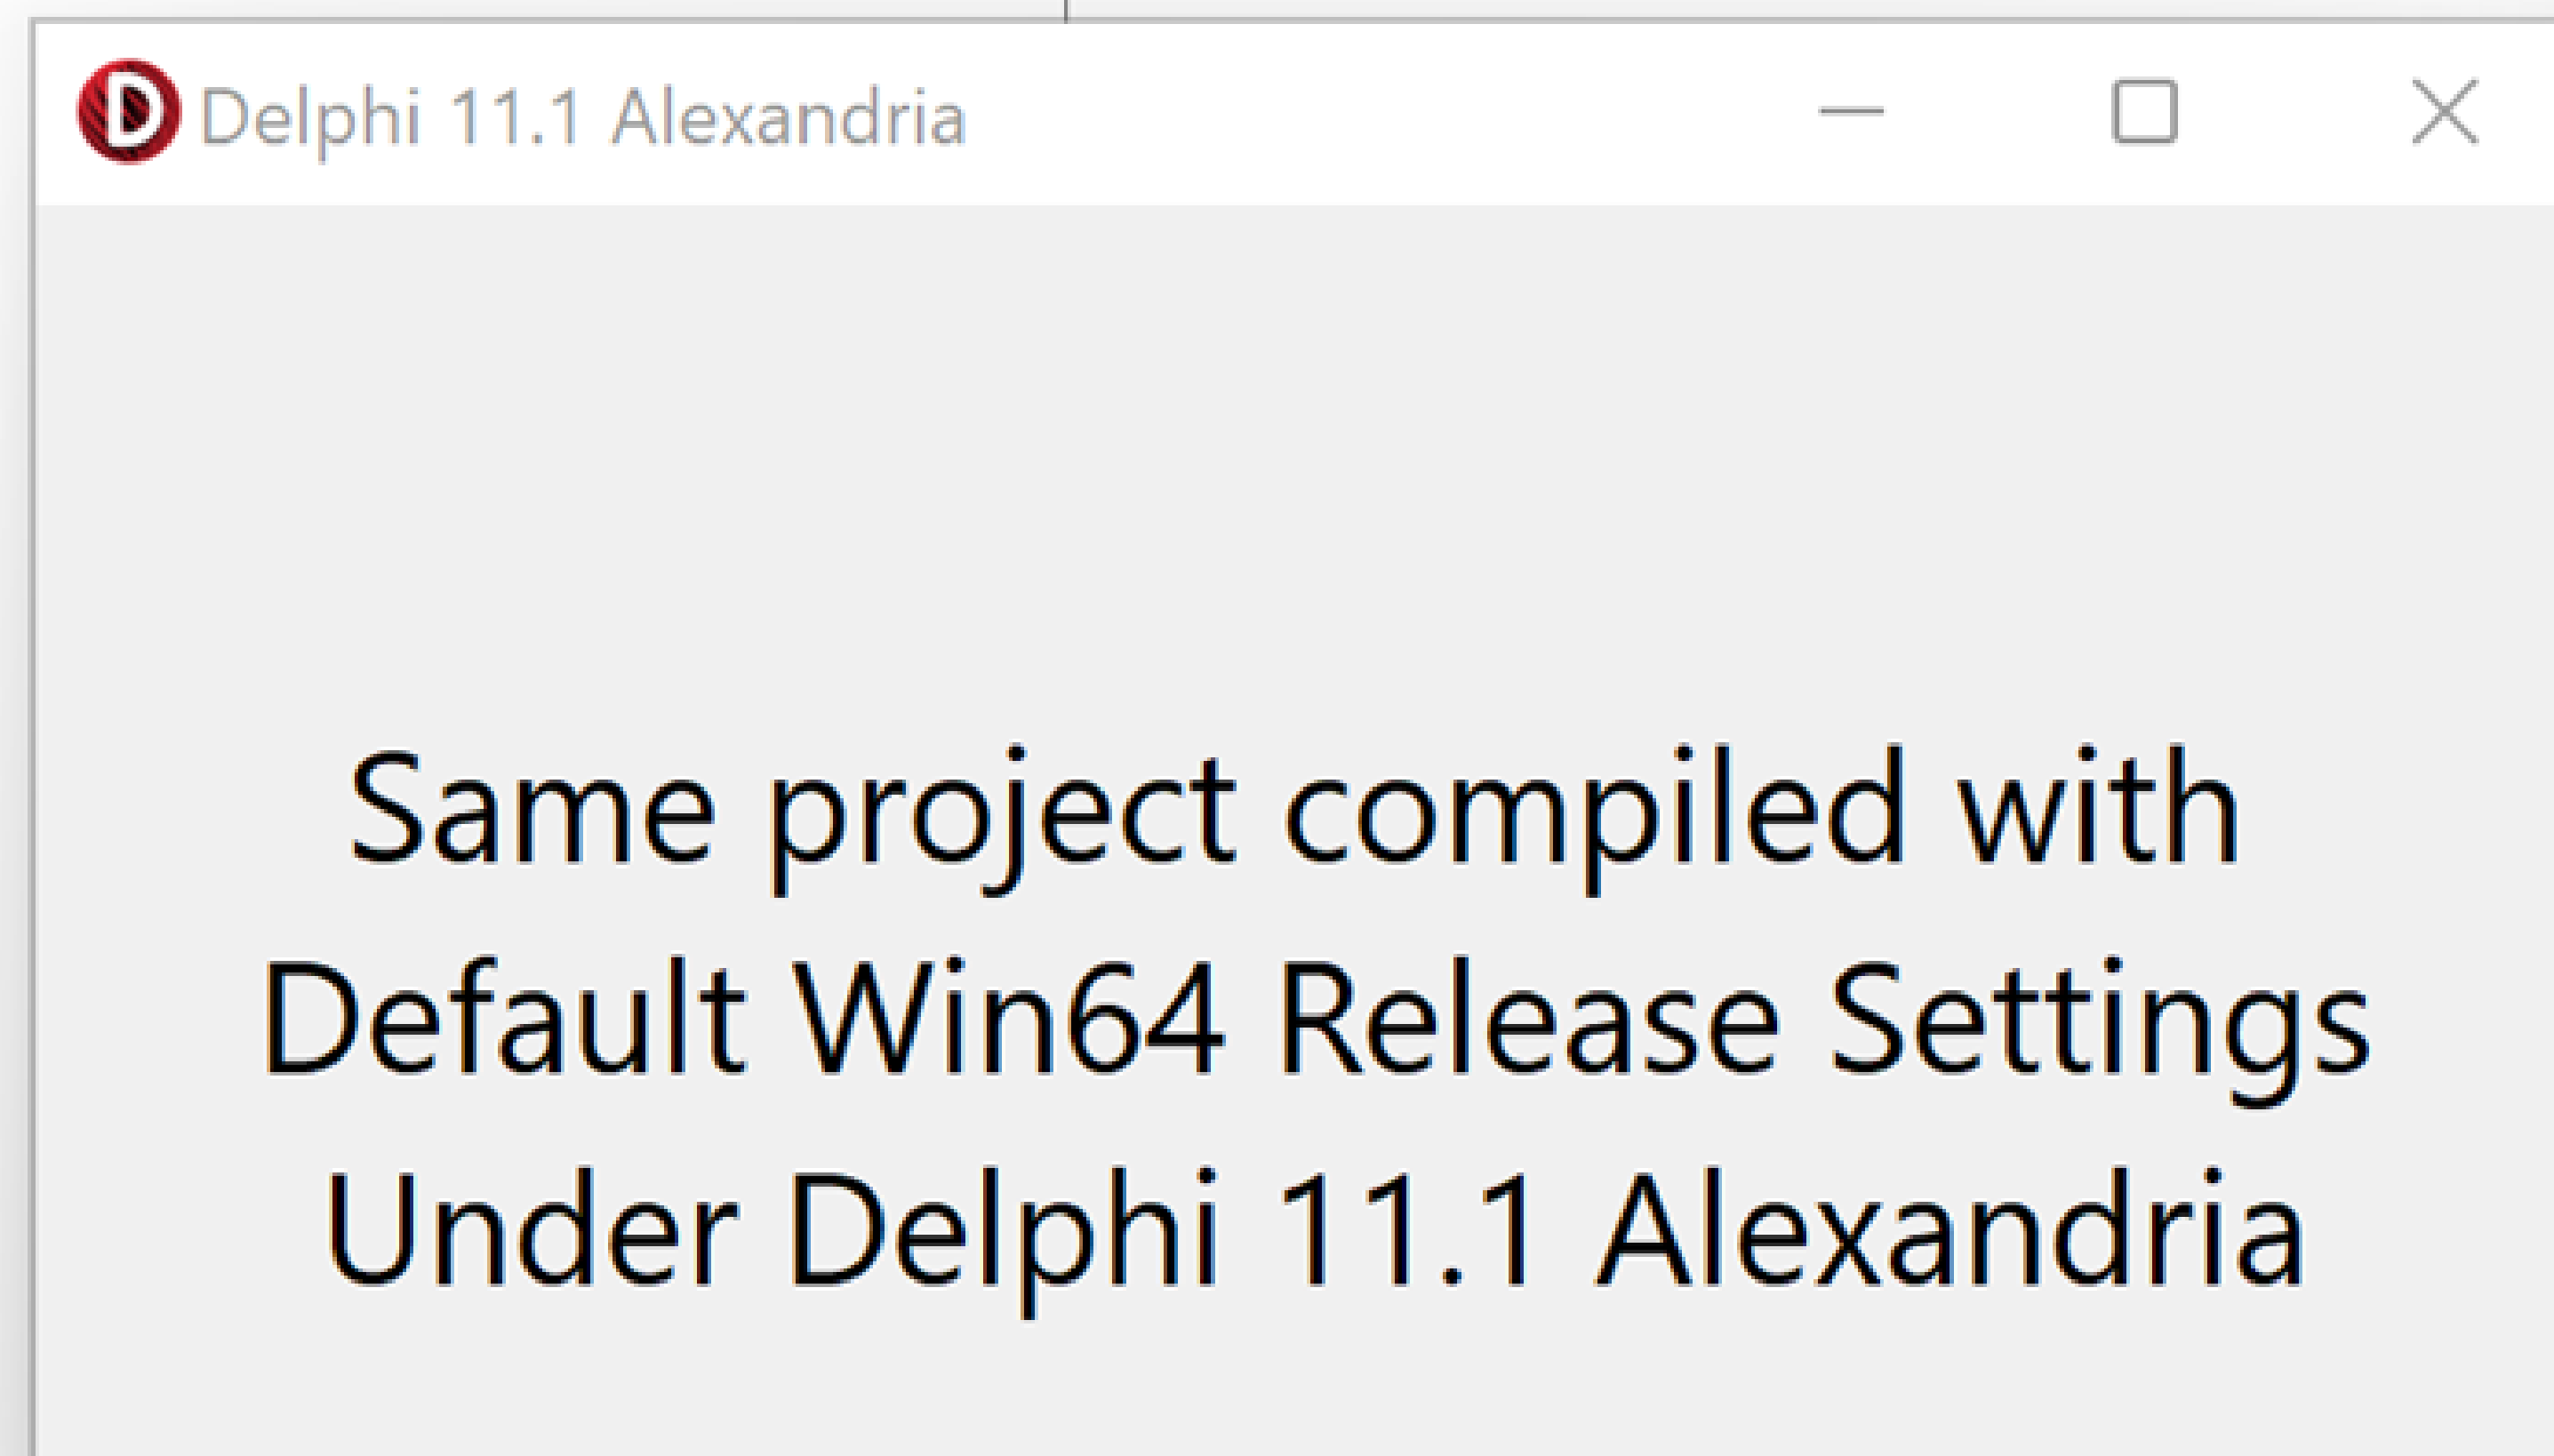 Delphi 11.1 Alexandria
Same project compiled with
Default Win64 Release Settings
Under Delphi 11.1 Alexandria